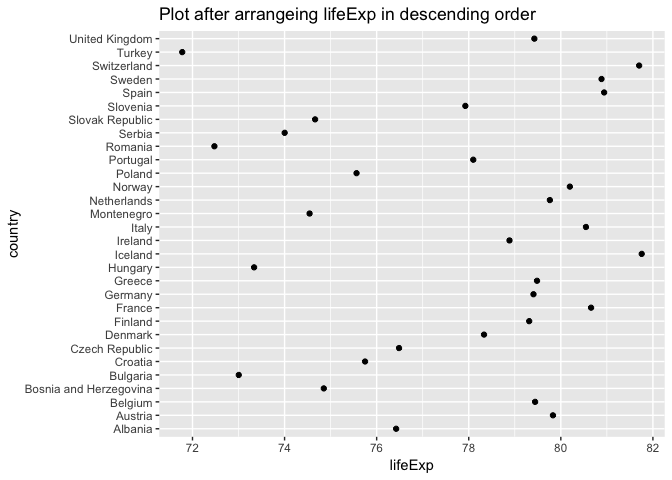 Plot after arrangeing lifeExp in descending order
United Kingdom
Turkey
Switzerland
Sweden
Spain
Slovenia
Slovak Republic
Serbia
Romania
Portugal
Poland
Norway
Netherlands
Montenegro
Italy
Ireland
Iceland
Hungary
Greece
Germany
France
Finland
Denmark
Czech Republic
Croatia
Bulgaria
Bosnia and Herzegovina
Belgium
Austria
Albania
country
72 74 76 78 80 82
lifeExp